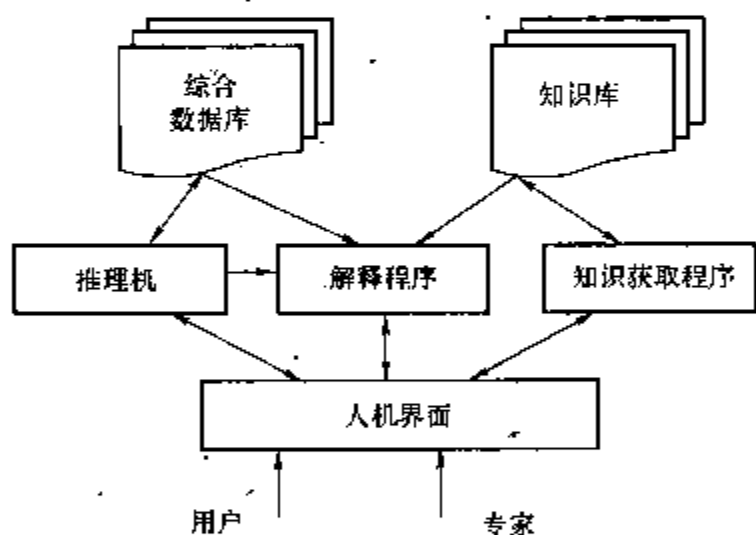 综合
数据库
知识库
推理机
解释程序
知识获取程序
人机界面
用户
专家